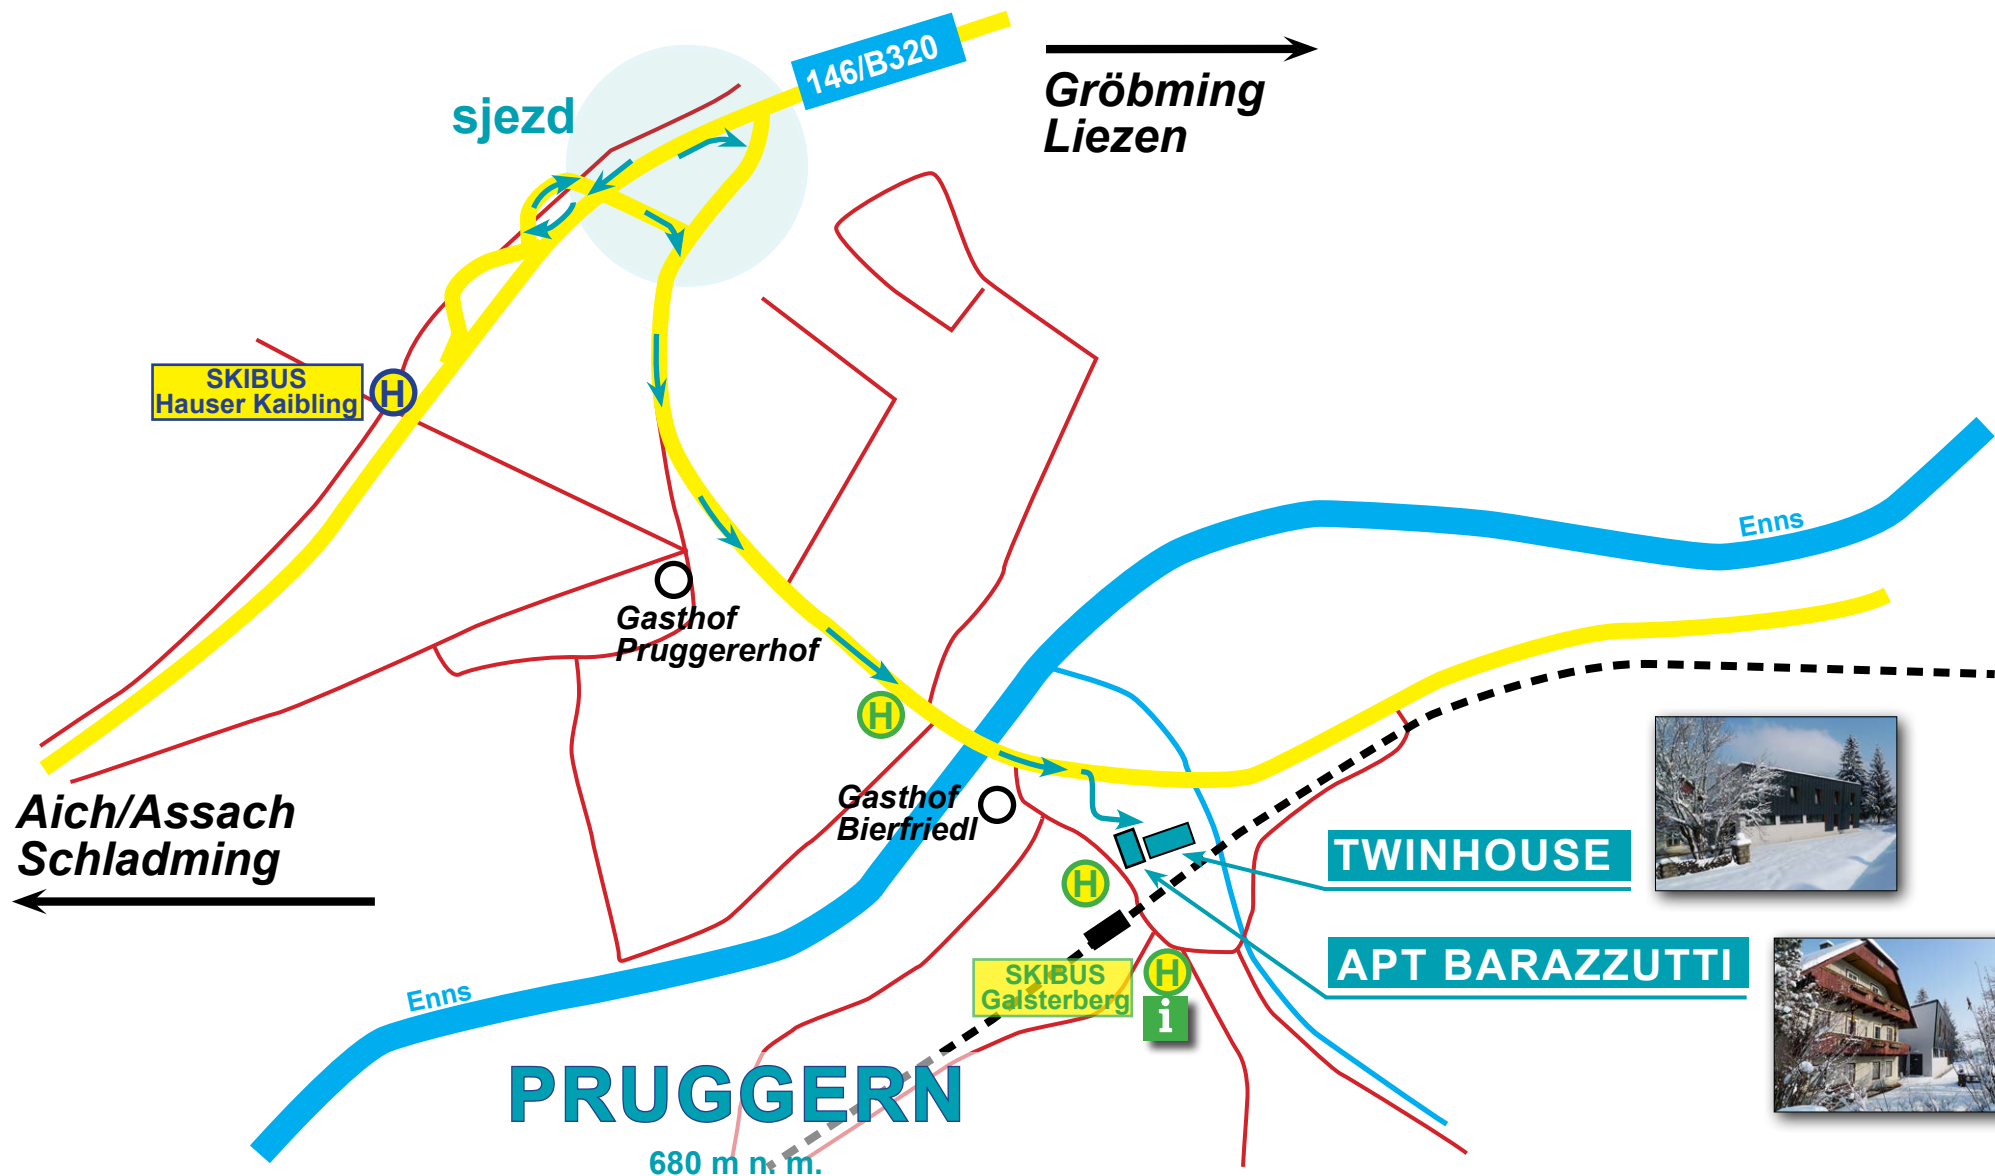 146/B320
Gröbming
Liezen
sjezd
SKIBUS
Hauser Kaibling
H
Enns
Gasthof
Pruggererhof
H
Gasthof
Bierfriedl
Aich/Assach
Schladming
TWINHOUSE
H
APT BARAZZUTTI
SKIBUS
Galsterberg
H
i
Enns
PRUGGERN
680 m n. m.